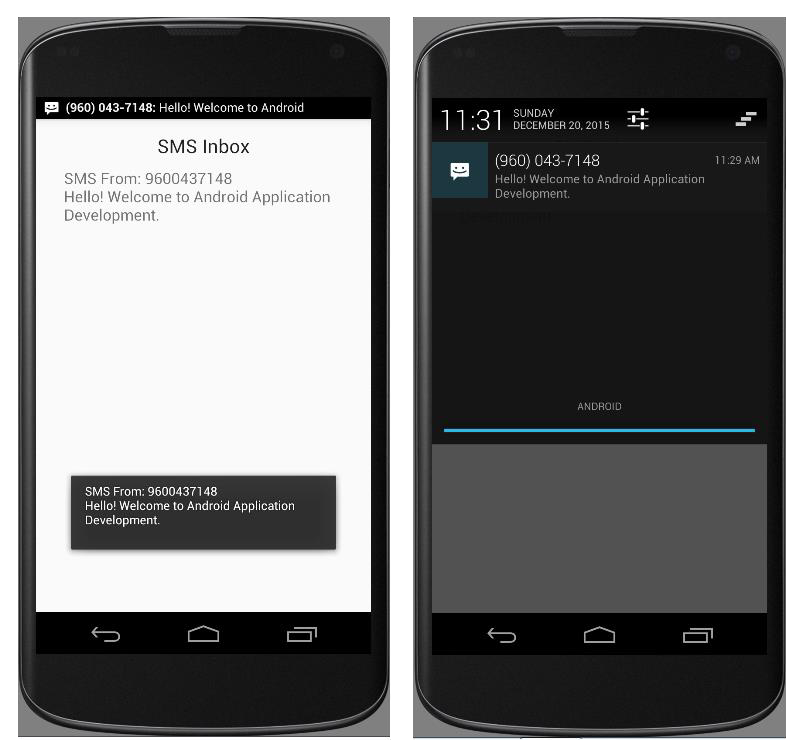 (960) 043-7148: Hello! Welcome to Android
SMS Inbox
SMS From: 9600437148
Hello! Welcome to Android Application
Development.
SMS From: 9600437148
Hello! Welcome to Android Application
Development.
11:31 SUNDAY
DECEMBER 20, 2015
(960) 043-7148 11:29 AM
Hello! Welcome to Android Application
Development.
Development.
ANDROID